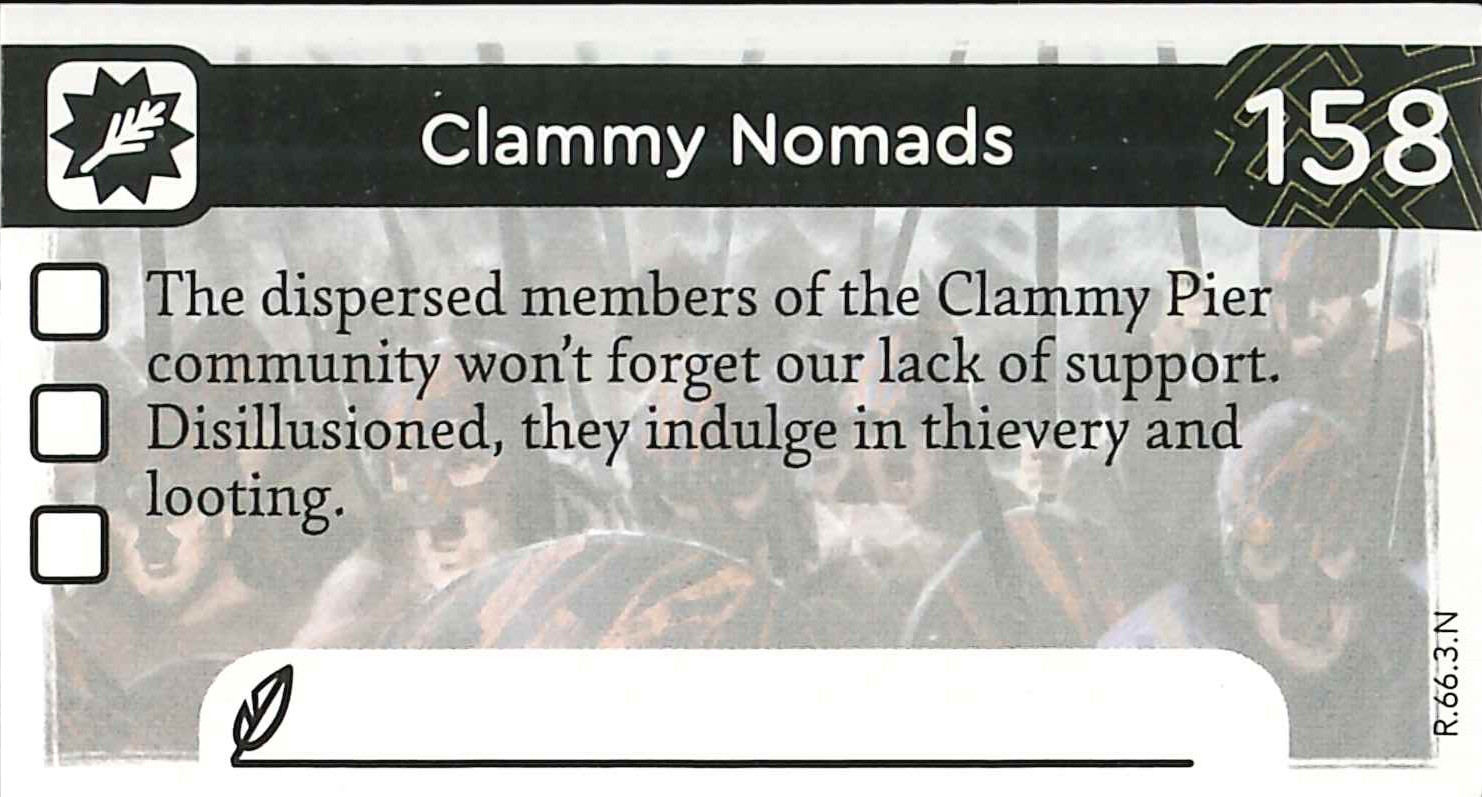 Clammy Nomads
158
The dispersed members of the Clammy Pier
community won't forget our lack of support.
Disillusioned, they indulge in thievery and
looting.
R.66.3.N